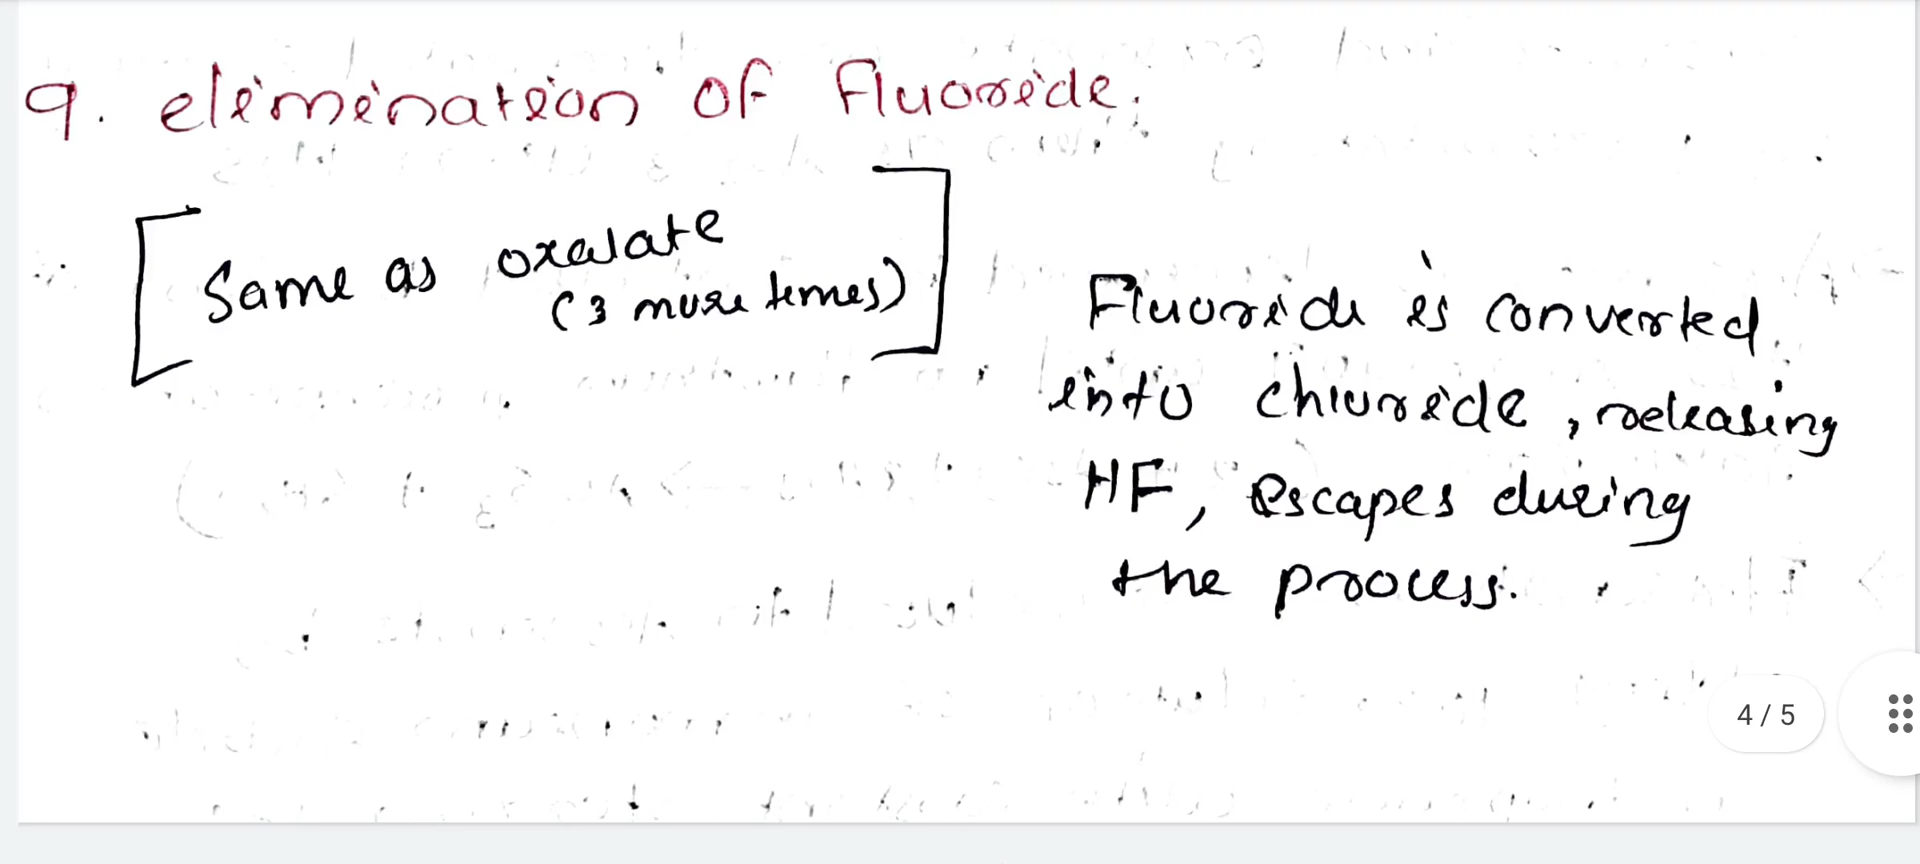 9. elimination of Fluoride.
[Same as oxalate
(3 more times)]
Fluoride is converted
into chloride, releasing
HF, escapes during
the process.
4 / 5